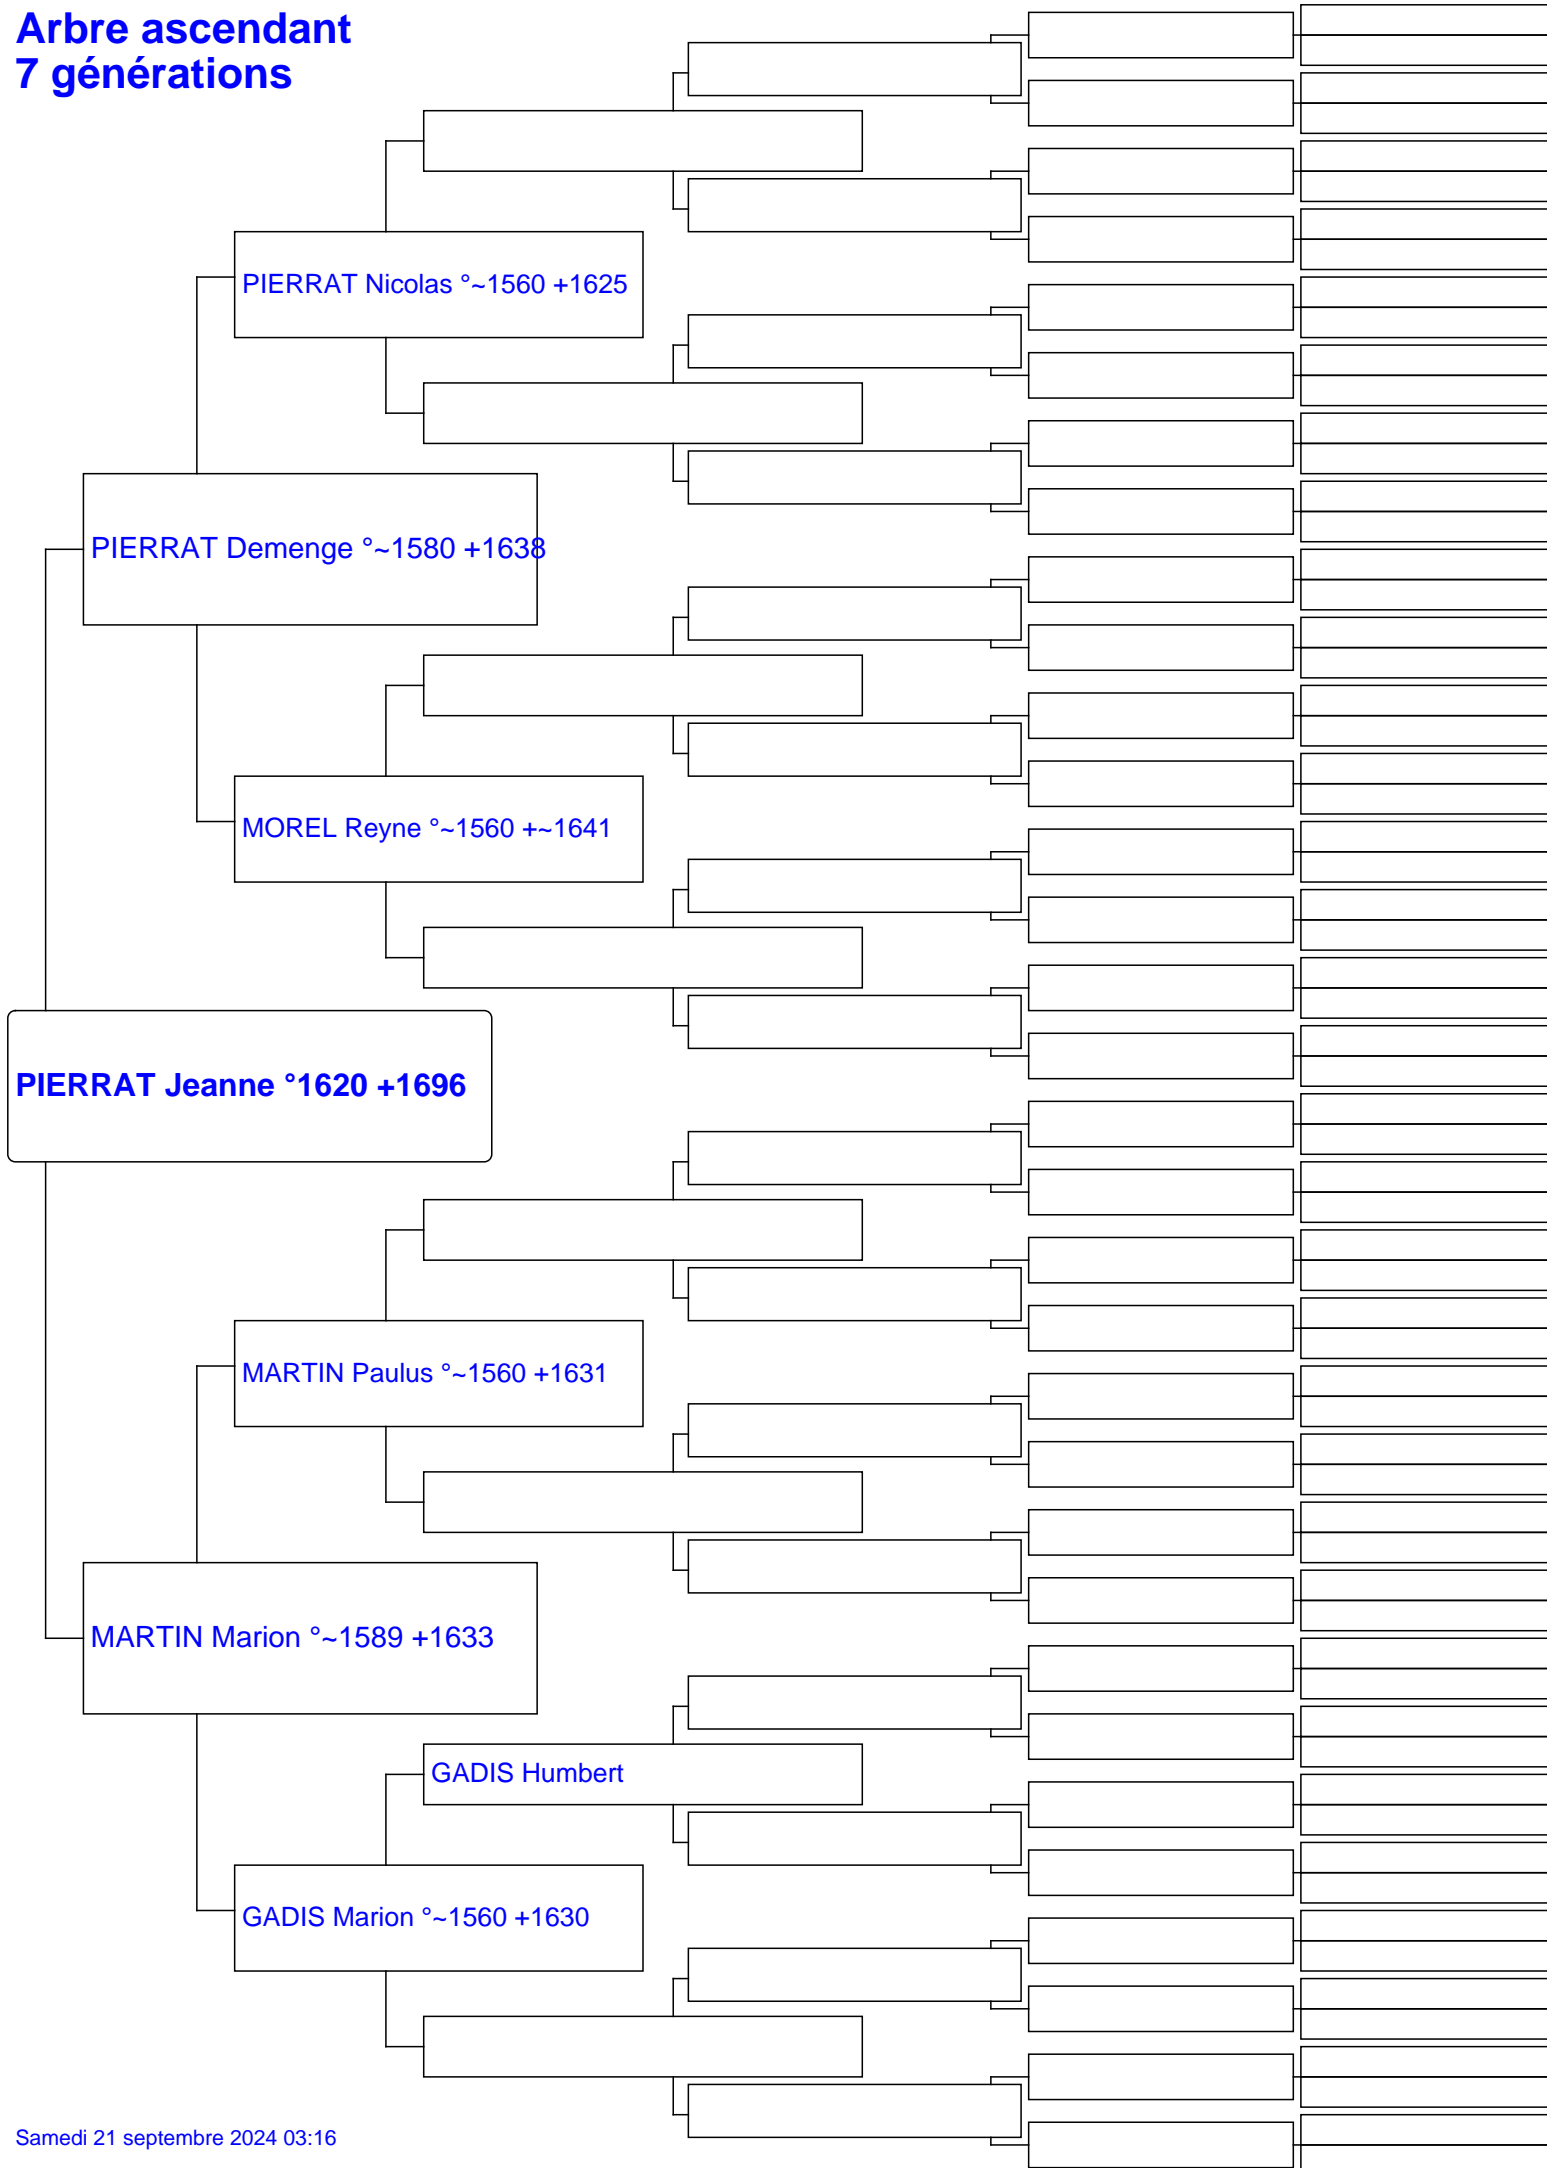 Arbre ascendant
7 générations
PIERRAT Nicolas °~1560 +1625
PIERRAT Demenge °~1580 +1638
MOREL Reyne °~1560 +~1641
PIERRAT Jeanne °1620 +1696
MARTIN Paulus °~1560 +1631
MARTIN Marion °~1589 +1633
GADIS Humbert
GADIS Marion °~1560 +1630
Samedi 21 septembre 2024 03:16